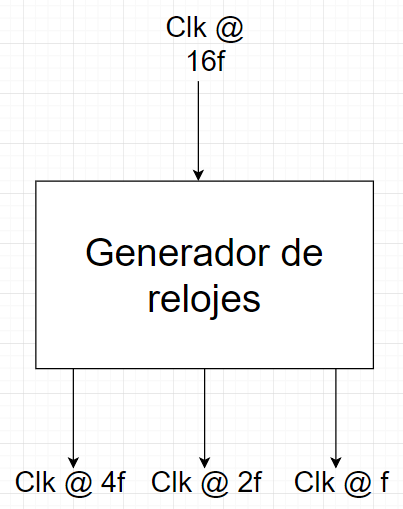 Clk @
16f
Generador de
relojes
Clk @ 4f
Clk @ 2f
Clk @ f